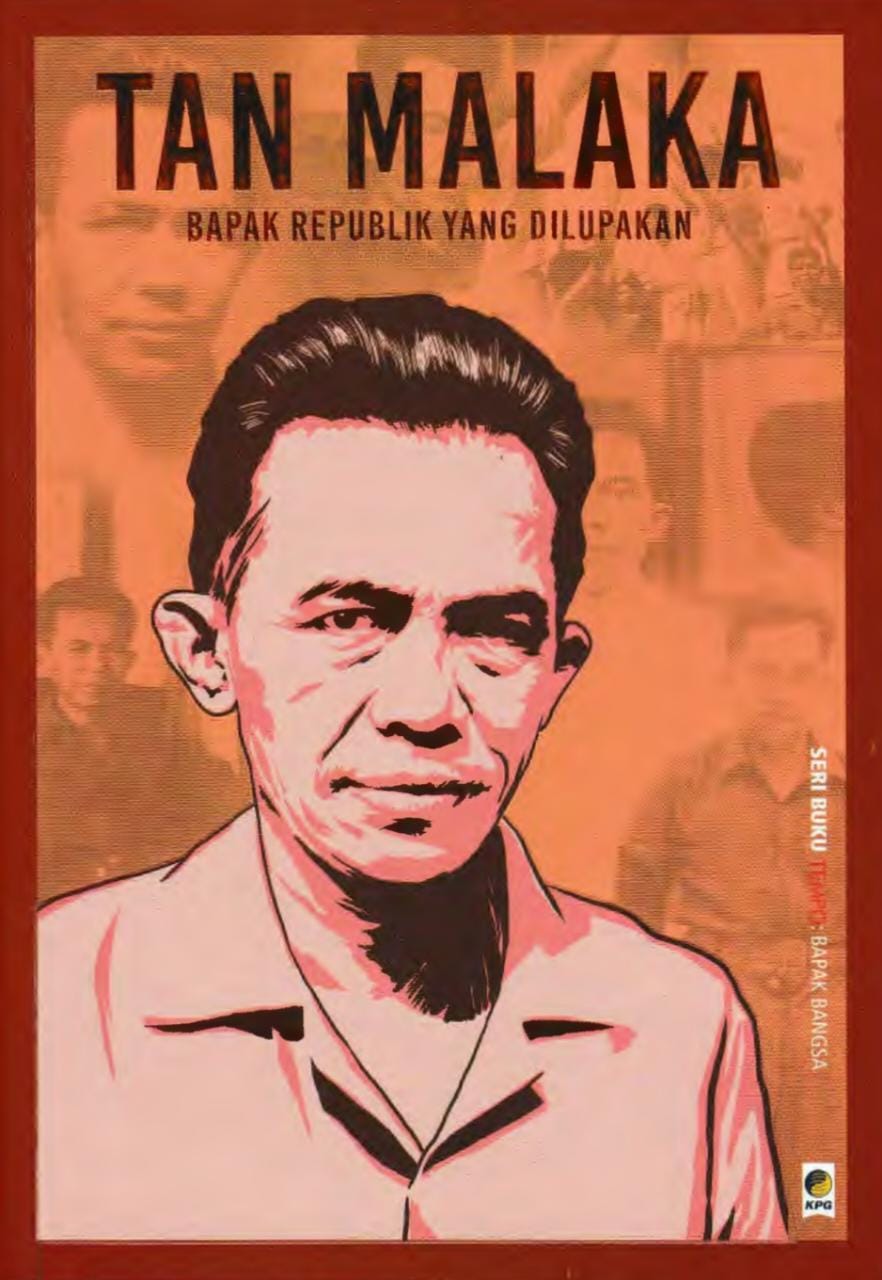 TAN MALAKA
BAPAK REPUBLIK YANG DILUPAKAN
SERI BUKU TEMPO: BAPAK BANGSA
KPG